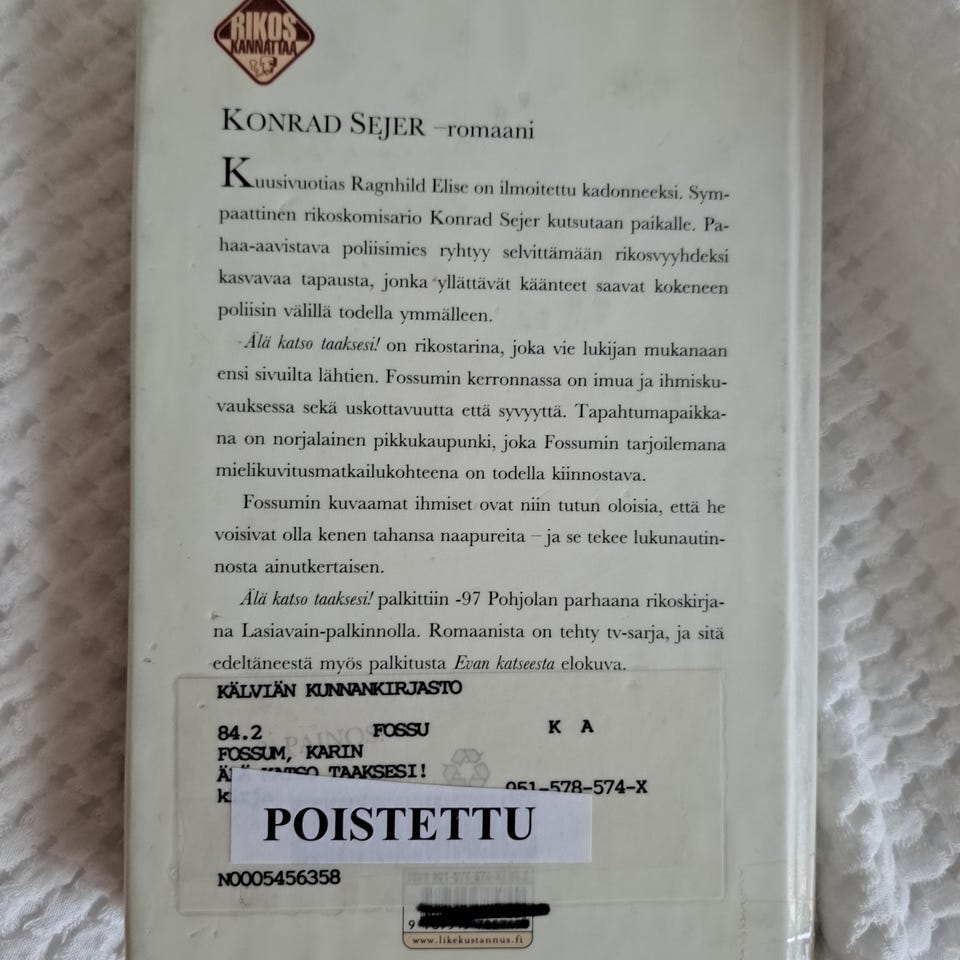 RIKOS
KANNATTAA
KONRAD SEJER –romaani
Kuusivuotias Ragnhild Elise on ilmoitettu kadonneeksi. Sym-
paattinen rikoskomisario Konrad Sejer kutsutaan paikalle. Pa-
haa-aavistava poliisimies ryhtyy selvittämään rikosvyyhdeksi
kasvavaa tapausta, jonka yllättävät käänteet saavat kokeneen
poliisin välillä todella ymmälleen.
Älä katso taaksesi! on rikostarina, joka vie lukijan mukanaan
ensi sivuilta lähtien. Fossumin kerronnassa on imua ja ihmisku-
vauksessa sekä uskottavuutta että syvyyttä. Tapahtumapaikka-
na on norjalainen pikkukaupunki, joka Fossumin tarjoilemana
mielikuvitusmatkailukohteena on todella kiinnostava.
Fossumin kuvaamat ihmiset ovat niin tutun oloisia, että he
voisivat olla kenen tahansa naapureita – ja se tekee lukunautin-
nosta ainutkertaisen.
Älä katso taaksesi! palkittiin -97 Pohjolan parhaana rikoskirja-
na Lasiavain-palkinnolla. Romaanista on tehty tv-sarja, ja sitä
edeltäneestä myös palkitusta Evan katseesta elokuva.
KÄLVIÄN KUNNANKIRJASTO
84.2 FOSSU K A
PAINOS
FOSSUM, KARIN
ÄLÄ KATSO TAAKSESI!
951-578-574-X
POISTETTU
N0005456358
www.likekustannus.fi